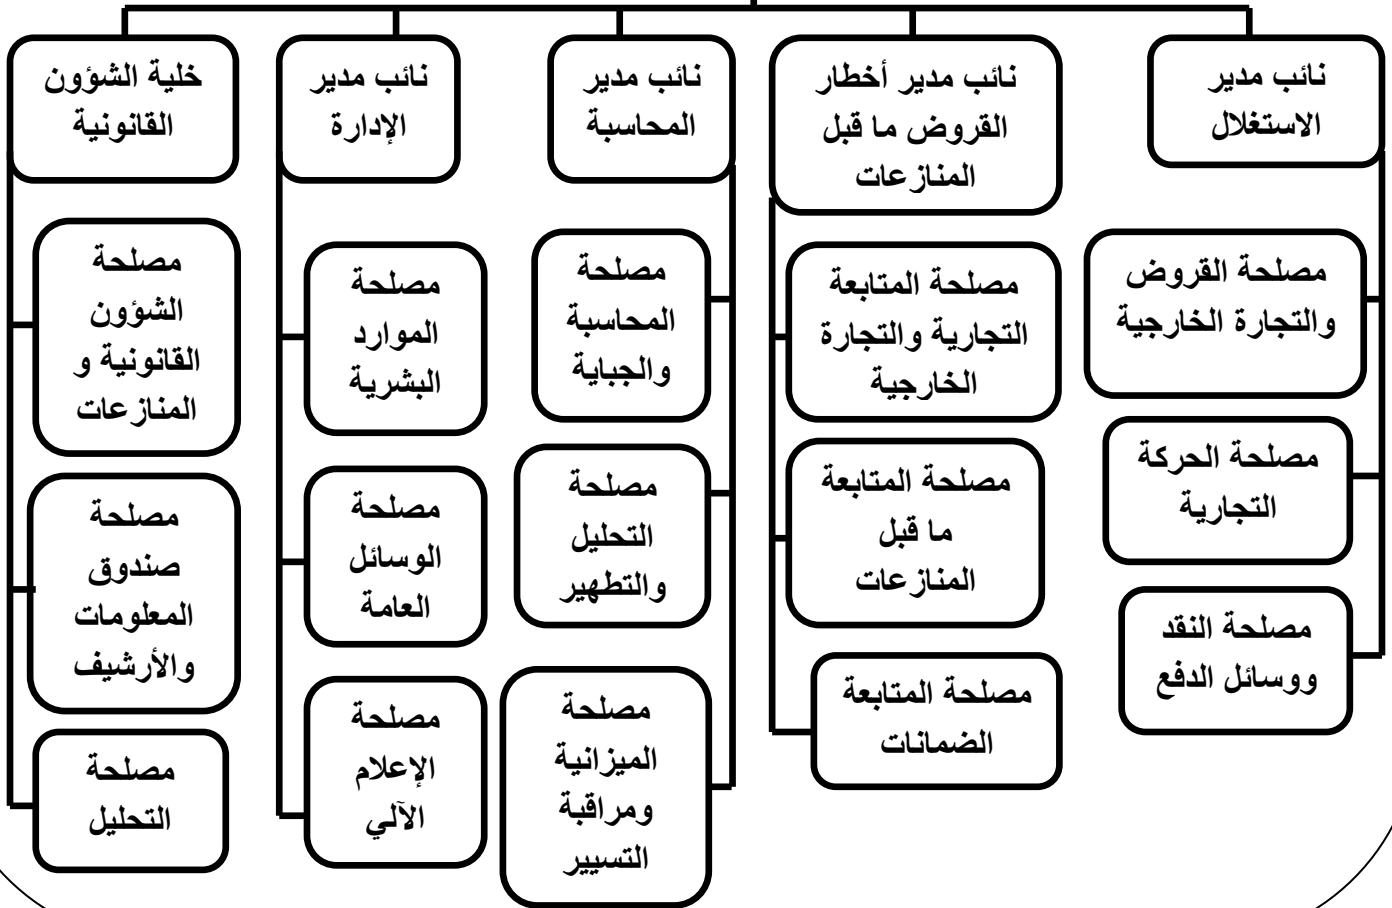 نائب مدير
الاستغلال
نائب مدير أخطار
القروض ما قبل
المنازعات
نائب مدير
المحاسبة
نائب مدير
الإدارة
خلية الشؤون
القانونية
مصلحة القروض
والتجارة الخارجية
مصلحة الحركة
التجارية
مصلحة النقد
ووسائل الدفع
مصلحة المتابعة
التجارية والتجارة
الخارجية
مصلحة المتابعة
ما قبل
المنازعات
مصلحة المتابعة
الضمانات
مصلحة
المحاسبة
والجباية
مصلحة
التحليل
والتطهير
مصلحة
الميزانية
ومراقبة
التسيير
مصلحة
الموارد
البشرية
مصلحة
الوسائل
العامة
مصلحة
الإعلام
الآلي
مصلحة
الشؤون
القانونية و
المنازعات
مصلحة
صندوق
المعلومات
والأرشيف
مصلحة
التحليل